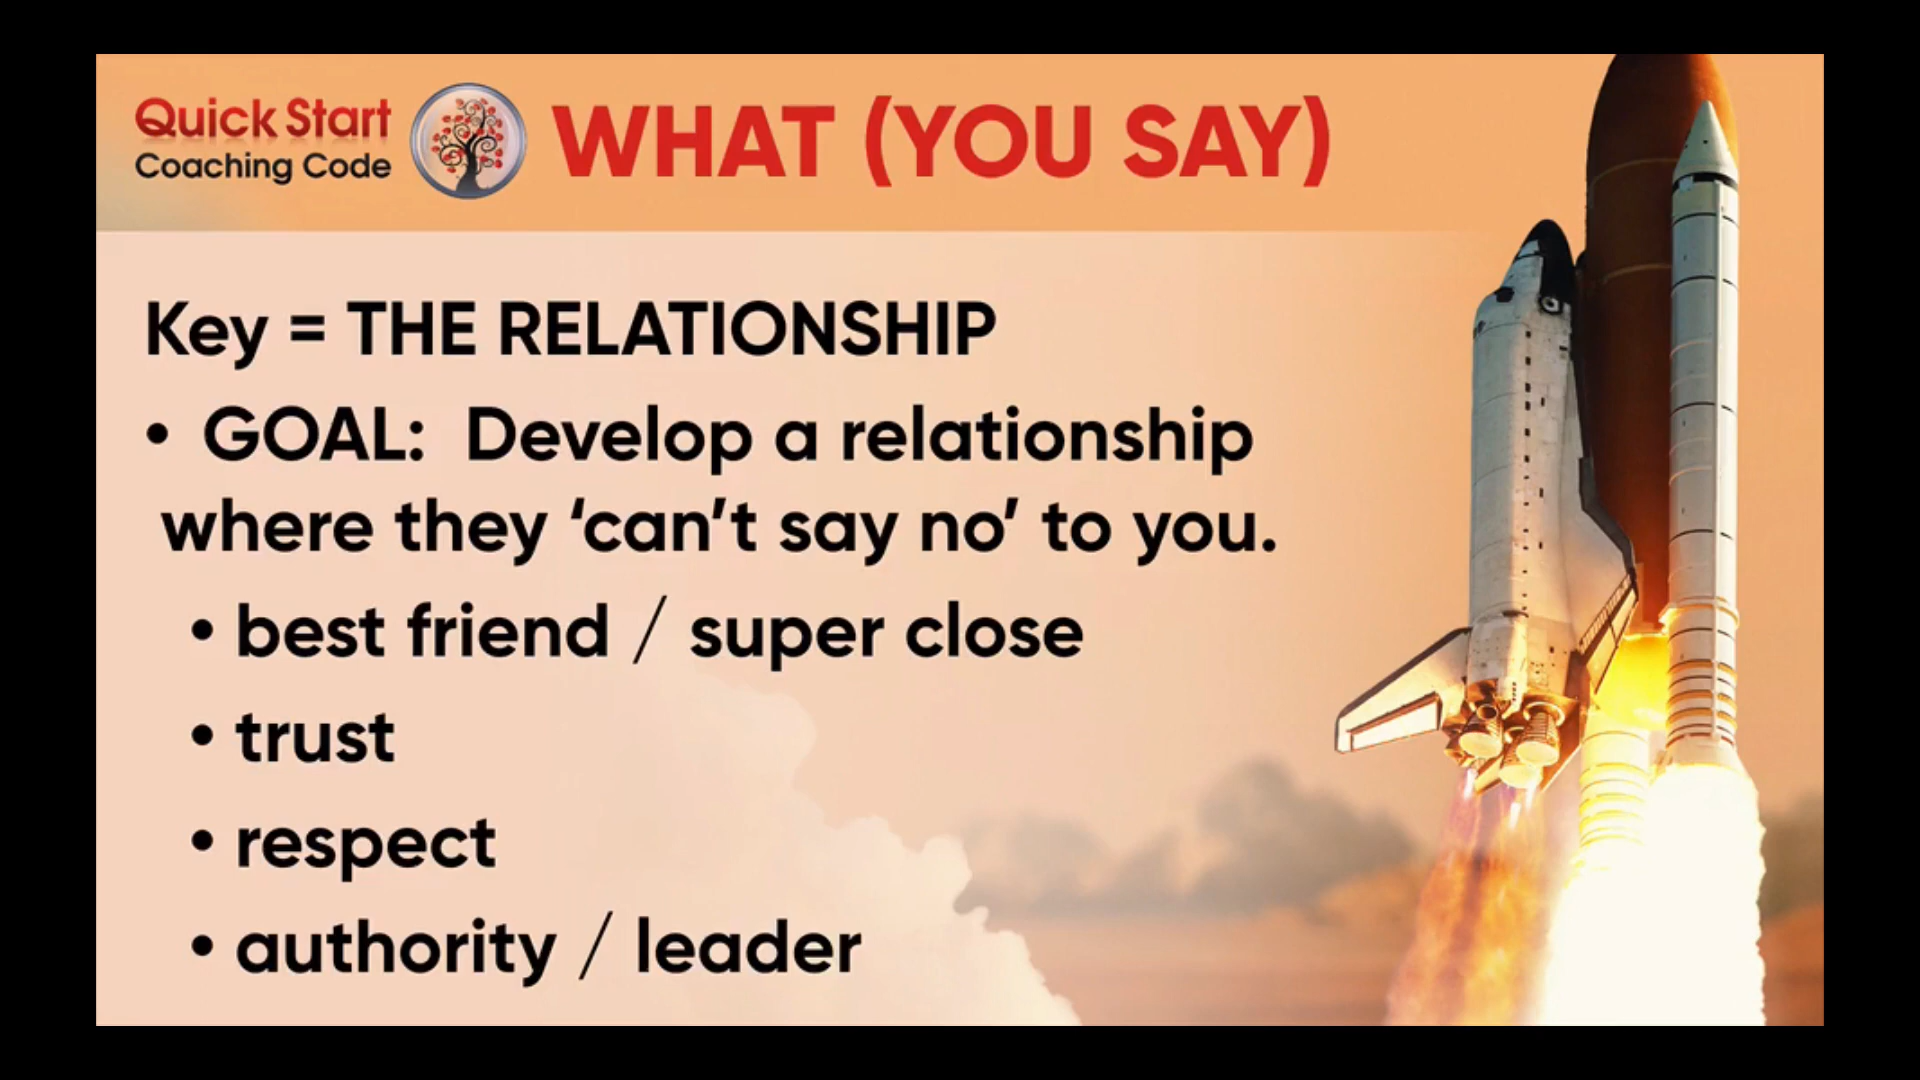 Quick Start
Coaching Code
WHAT (YOU SAY)
Key = THE RELATIONSHIP
• GOAL: Develop a relationship
where they ‘can’t say no’ to you.
• best friend / super close
• trust
• respect
• authority / leader